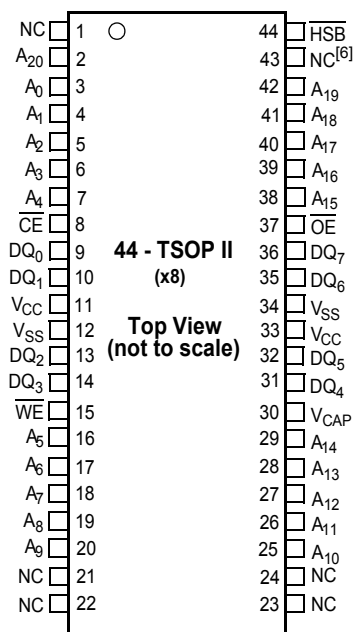 NC 1 44 HSB
A20 2 43 NC[6]
A0 3 42 A19
A1 4 41 A18
A2 5 40 A17
A3 6 39 A16
A4 7 38 A15
CE 8 37 OE
DQ0 9 44 - TSOP II 36 DQ7
DQ1 10 (x8) 35 DQ6
VCC 11 34 VSS
VSS 12 Top View 33 VCC
DQ2 13 (not to scale) 32 DQ5
DQ3 14 31 DQ4
WE 15 30 VCAP
A5 16 29 A14
A6 17 28 A13
A7 18 27 A12
A8 19 26 A11
A9 20 25 A10
NC 21 24 NC
NC 22 23 NC